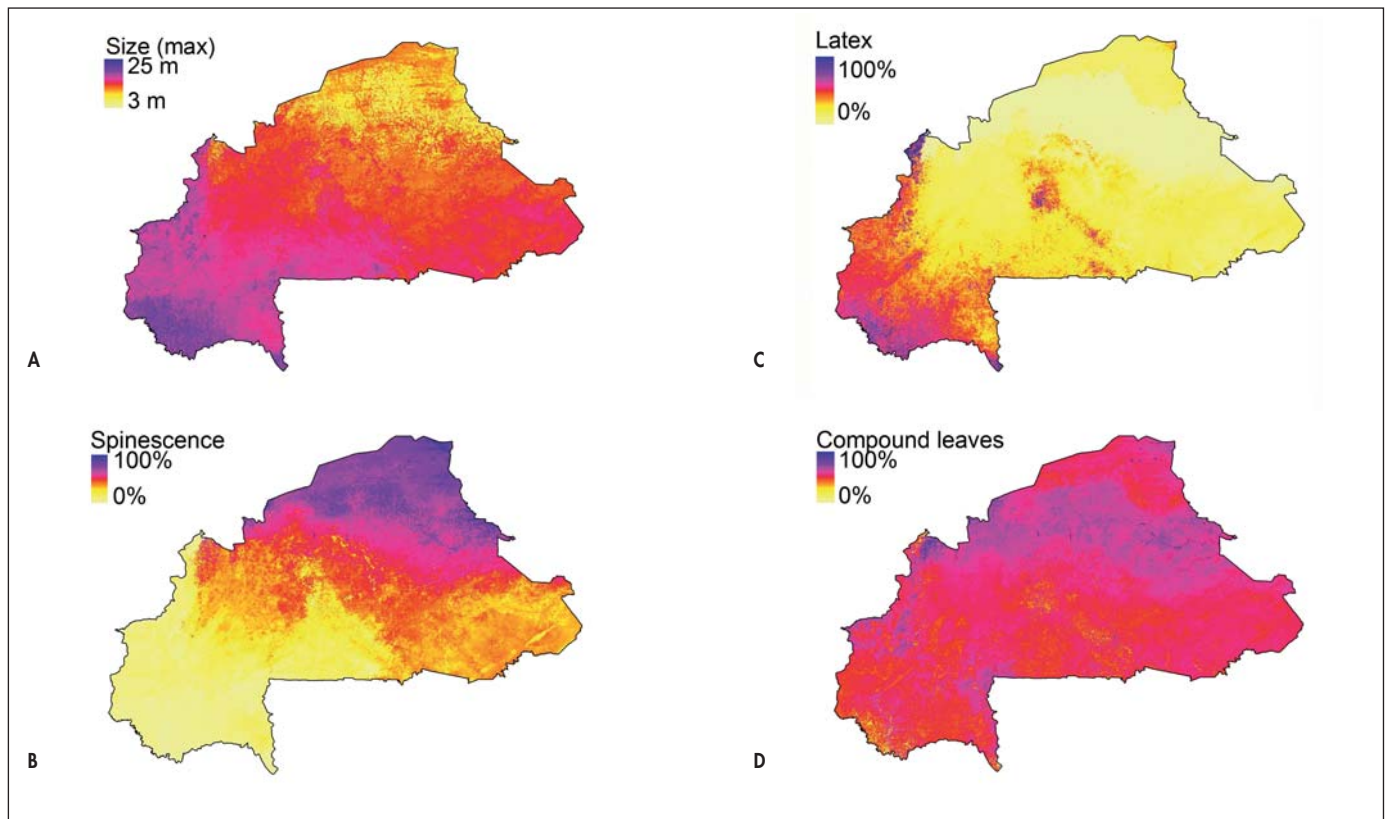 Size (max)
25 m
3 m
A
Latex
100%
0%
C
Spinescence
100%
0%
B
Compound leaves
100%
0%
D